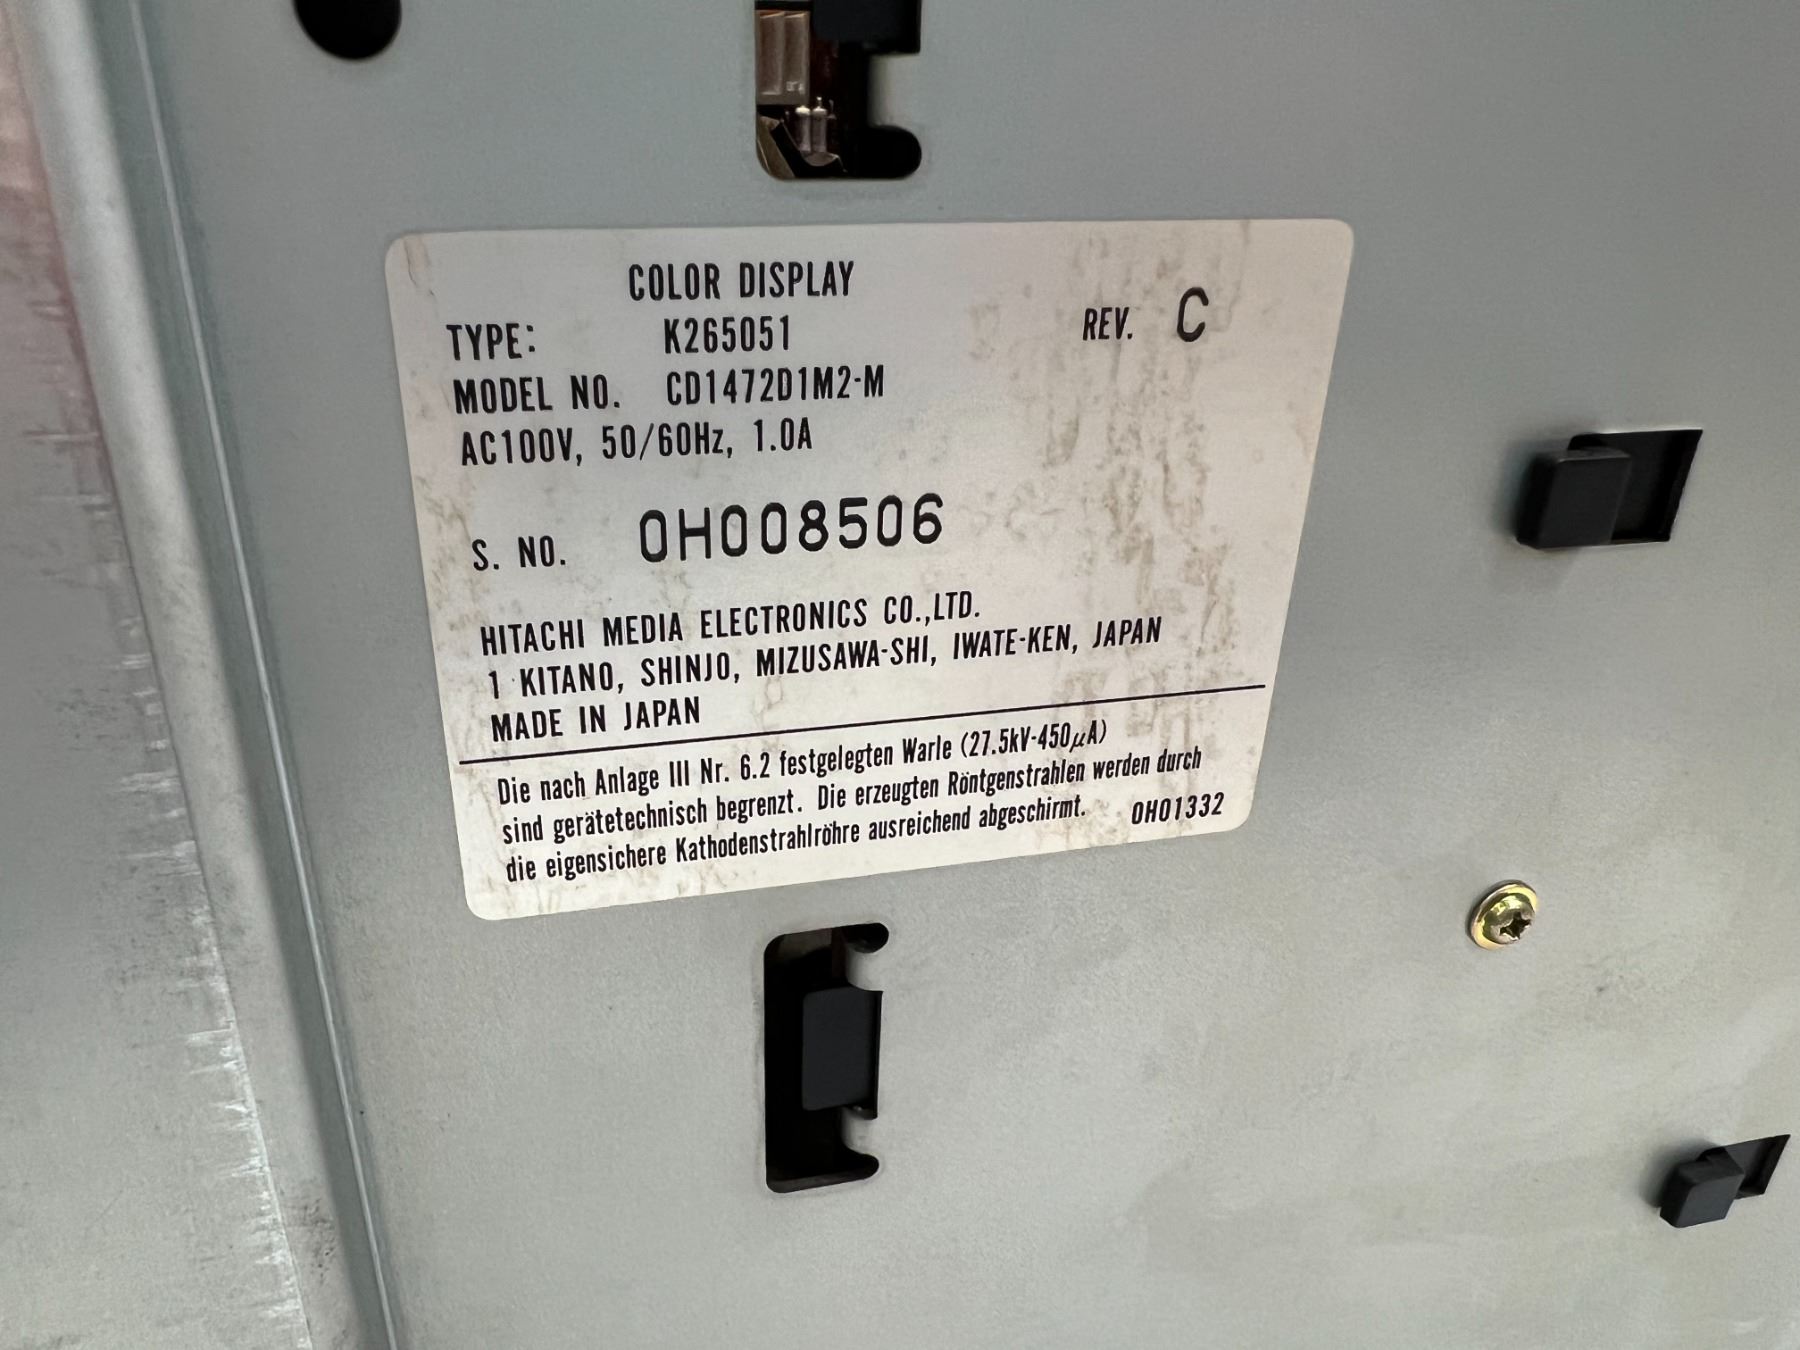 COLOR DISPLAY
TYPE: K265051 REV. C
MODEL NO. CD1472D1M2-M
AC100V, 50/60Hz, 1.0A
S. NO. 0H008506
HITACHI MEDIA ELECTRONICS CO.,LTD.
1 KITANO, SHINJO, MIZUSAWA-SHI, IWATE-KEN, JAPAN
MADE IN JAPAN
Die nach Anlage III Nr. 6.2 festgelegten Warle (27.5kV-450μA)
sind gerätetechnisch begrenzt. Die erzeugten Röntgenstrahlen werden durch
die eigensichere Kathodenstrahlröhre ausreichend abgeschirmt. 0H01332